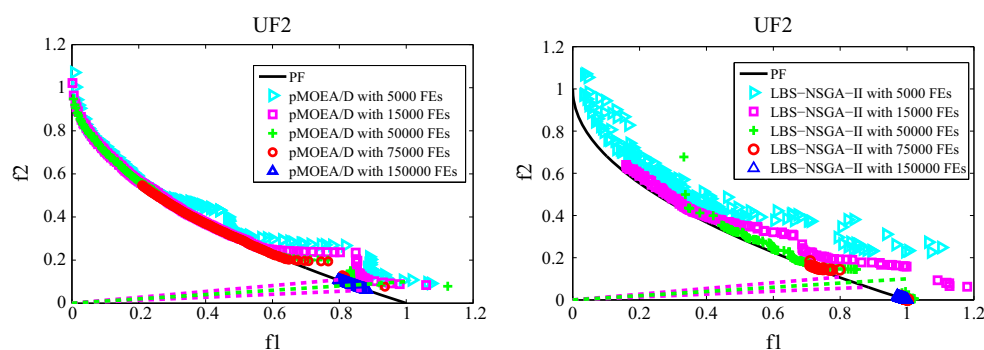 UF2
1.2
1
0.8
0.6
0.4
0.2
0
0
0.2
0.4
0.6
0.8
1
1.2
f2
f1
PF
pMOEA/D with 5000 FEs
pMOEA/D with 15000 FEs
pMOEA/D with 50000 FEs
pMOEA/D with 75000 FEs
pMOEA/D with 150000 FEs
UF2
1.2
1
0.8
0.6
0.4
0.2
0
0
0.2
0.4
0.6
0.8
1
1.2
f2
f1
PF
LBS-NSGA-II with 5000 FEs
LBS-NSGA-II with 15000 FEs
LBS-NSGA-II with 50000 FEs
LBS-NSGA-II with 75000 FEs
LBS-NSGA-II with 150000 FEs